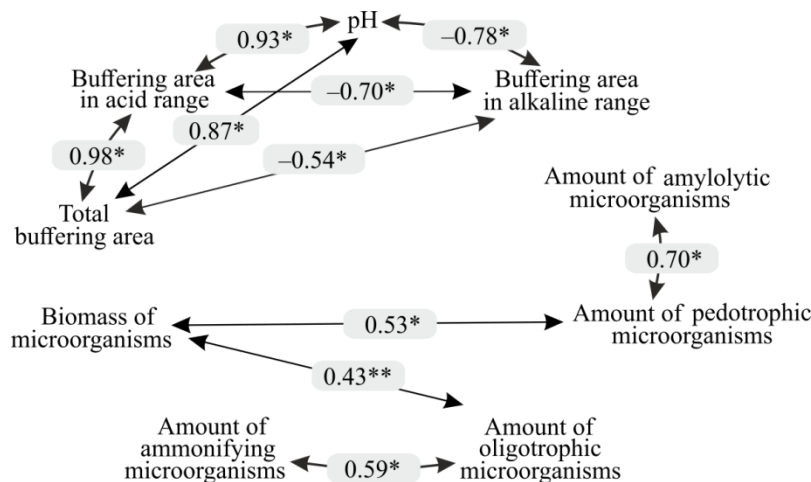 pH
0.93*
–0.78*
Buffering area
in acid range
–0.70*
Buffering area
in alkaline range
0.87*
0.98*
–0.54*
Total
buffering area
Amount of amylolytic
microorganisms
0.70*
Biomass of
microorganisms
0.53*
Amount of pedotrophic
microorganisms
0.43**
Amount of
ammonifying
microorganisms
0.59*
Amount of
oligotrophic
microorganisms